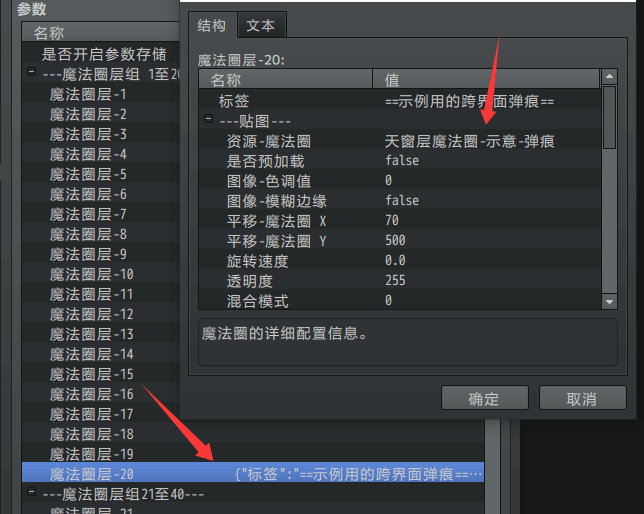 参数
名称
是否开启参数存储
---魔法圈层组 1至20
魔法圈层-1
魔法圈层-2
魔法圈层-3
魔法圈层-4
魔法圈层-5
魔法圈层-6
魔法圈层-7
魔法圈层-8
魔法圈层-9
魔法圈层-10
魔法圈层-11
魔法圈层-12
魔法圈层-13
魔法圈层-14
魔法圈层-15
魔法圈层-16
魔法圈层-17
魔法圈层-18
魔法圈层-19
魔法圈层-20 {"标签":"==示例用的跨界面弹痕==…
---魔法圈层组21至40---
魔法圈层-21
结构 文本
魔法圈层-20:
名称 值
标签 ==示例用的跨界面弹痕==
---贴图---
资源-魔法圈 天窗层魔法圈-示意-弹痕
是否预加载 false
图像-色调值 0
图像-模糊边缘 false
平移-魔法圈 X 70
平移-魔法圈 Y 500
旋转速度 0.0
透明度 255
混合模式 0
魔法圈的详细配置信息。
确定 取消